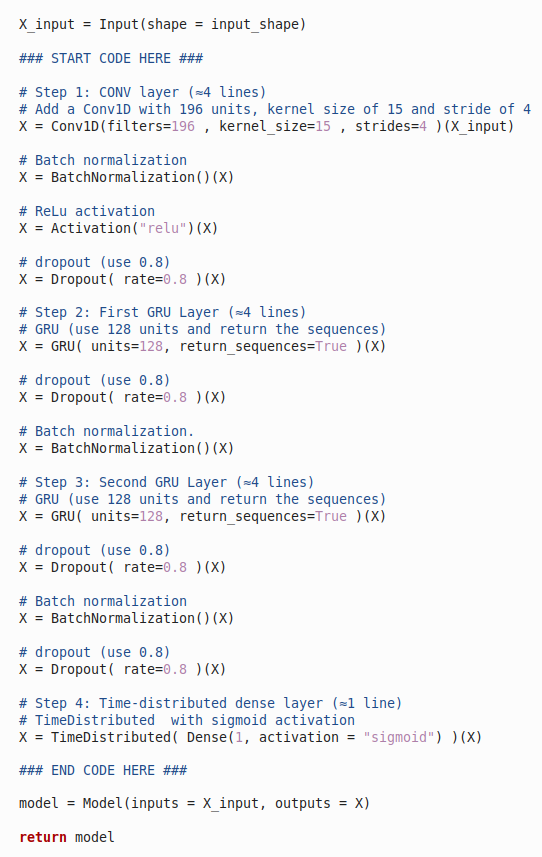 X_input = Input(shape = input_shape)
### START CODE HERE ###
# Step 1: CONV layer (≈4 lines)
# Add a Conv1D with 196 units, kernel size of 15 and stride of 4
X = Conv1D(filters=196 , kernel_size=15 , strides=4 )(X_input)
# Batch normalization
X = BatchNormalization()(X)
# ReLu activation
X = Activation("relu")(X)
# dropout (use 0.8)
X = Dropout( rate=0.8 )(X)
# Step 2: First GRU Layer (≈4 lines)
# GRU (use 128 units and return the sequences)
X = GRU( units=128, return_sequences=True )(X)
# dropout (use 0.8)
X = Dropout( rate=0.8 )(X)
# Batch normalization.
X = BatchNormalization()(X)
# Step 3: Second GRU Layer (≈4 lines)
# GRU (use 128 units and return the sequences)
X = GRU( units=128, return_sequences=True )(X)
# dropout (use 0.8)
X = Dropout( rate=0.8 )(X)
# Batch normalization
X = BatchNormalization()(X)
# dropout (use 0.8)
X = Dropout( rate=0.8 )(X)
# Step 4: Time-distributed dense layer (≈1 line)
# TimeDistributed  with sigmoid activation
X = TimeDistributed( Dense(1, activation = "sigmoid") )(X)
### END CODE HERE ###
model = Model(inputs = X_input, outputs = X)
return model